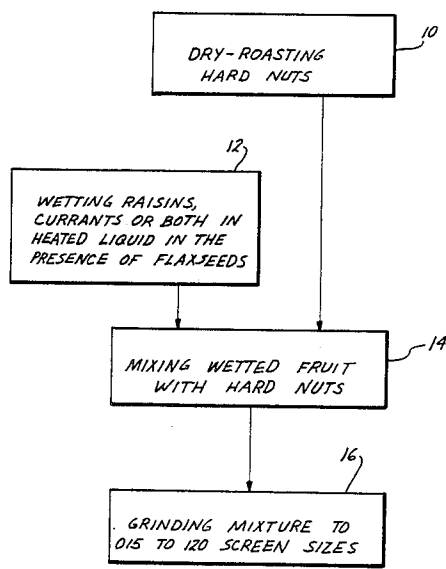 10
DRY-ROASTING
HARD NUTS
12
WETTING RAISINS,
CURRANTS OR BOTH IN
HEATED LIQUID IN THE
PRESENCE OF FLAXSEEDS
14
MIXING WETTED FRUIT
WITH HARD NUTS
16
GRINDING MIXTURE TO
015 TO 120 SCREEN SIZES